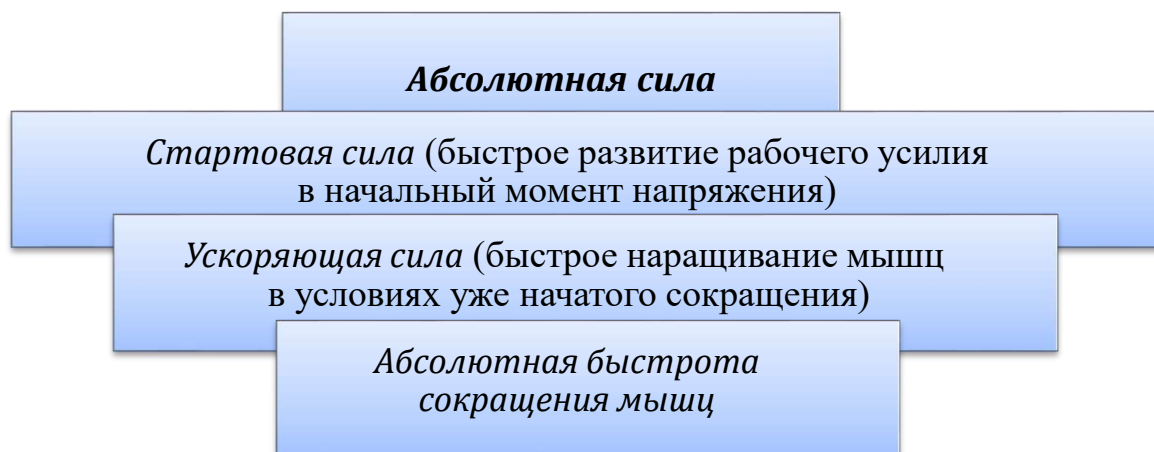 Абсолютная сила
Стартовая сила (быстрое развитие рабочего усилия
в начальный момент напряжения)
Ускоряющая сила (быстрое наращивание мышц
в условиях уже начатого сокращения)
Абсолютная быстрота
сокращения мышц